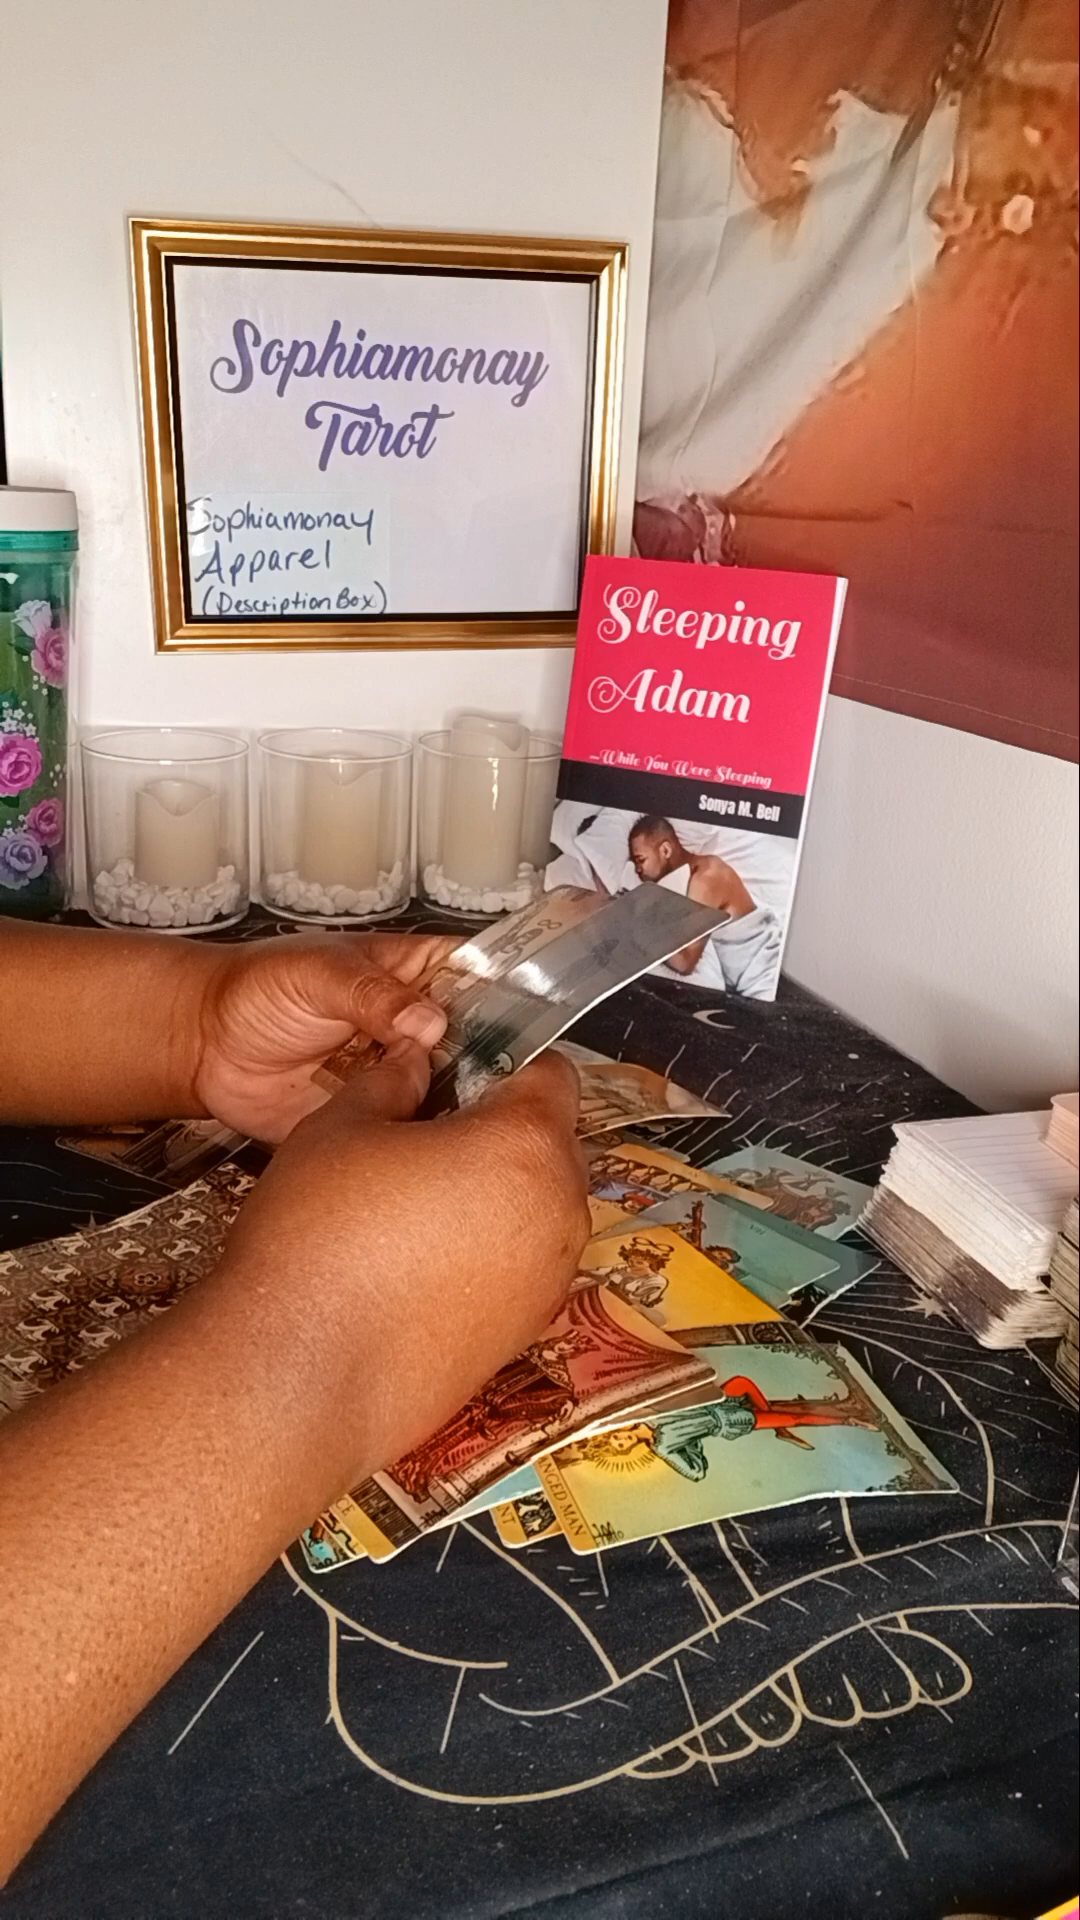 Sophiamonay
Tarot
Sophiamonay
Apparel
(Description Box)
Sleeping
Adam
—While You Were Sleeping
Sonya M. Bell
HANGED MAN